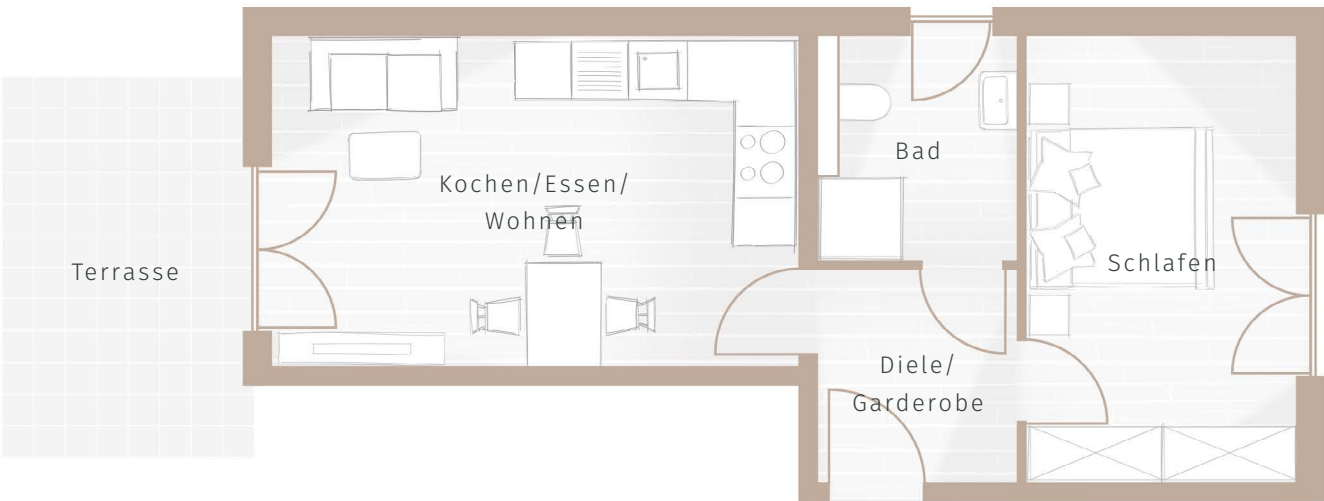 Kochen/Essen/
Wohnen
Bad
Terrasse
Schlafen
Diele/
Garderobe